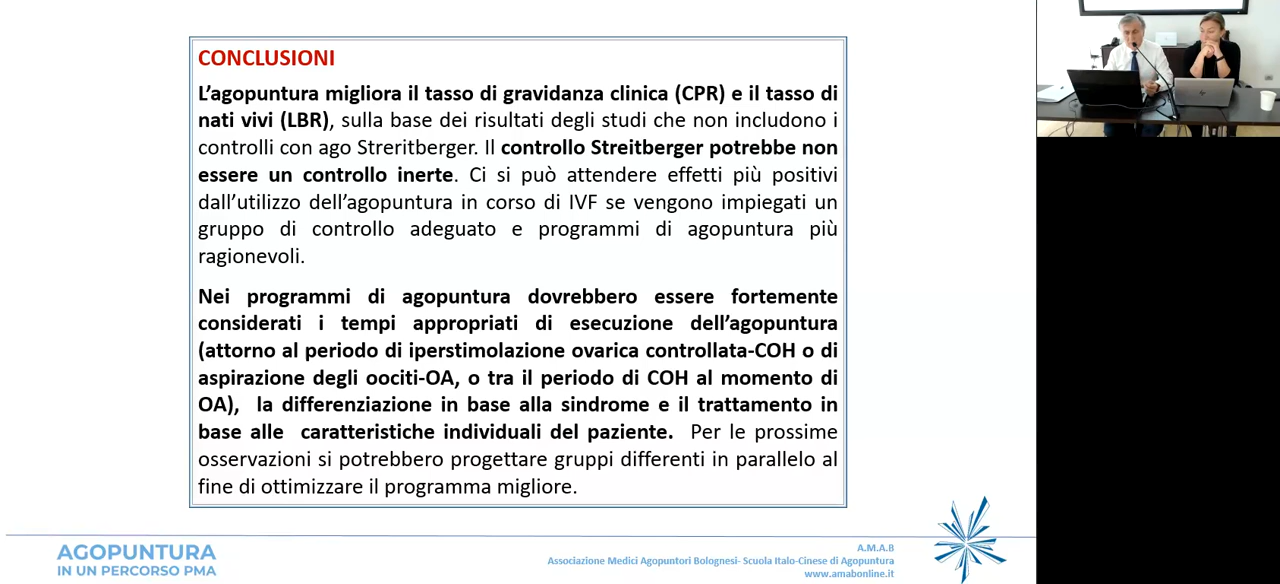 CONCLUSIONI
L'agopuntura migliora il tasso di gravidanza clinica (CPR) e il tasso di
nati vivi (LBR), sulla base dei risultati degli studi che non includono i
controlli con ago Streritberger. Il controllo Streitberger potrebbe non
essere un controllo inerte. Ci si può attendere effetti più positivi
dall'utilizzo dell'agopuntura in corso di IVF se vengono impiegati un
gruppo di controllo adeguato e programmi di agopuntura più
ragionevoli.
Nei programmi di agopuntura dovrebbero essere fortemente
considerati i tempi appropriati di esecuzione dell'agopuntura
(attorno al periodo di iperstimolazione ovarica controllata-COH o di
aspirazione degli oociti-OA, o tra il periodo di COH al momento di
OA), la differenziazione in base alla sindrome e il trattamento in
base alle caratteristiche individuali del paziente. Per le prossime
osservazioni si potrebbero progettare gruppi differenti in parallelo al
fine di ottimizzare il programma migliore.
AGOPUNTURA
IN UN PERCORSO PMA
A.M.A.B
Associazione Medici Agopuntori Bolognesi- Scuola Italo-Cinese di Agopuntura
www.amabonline.it